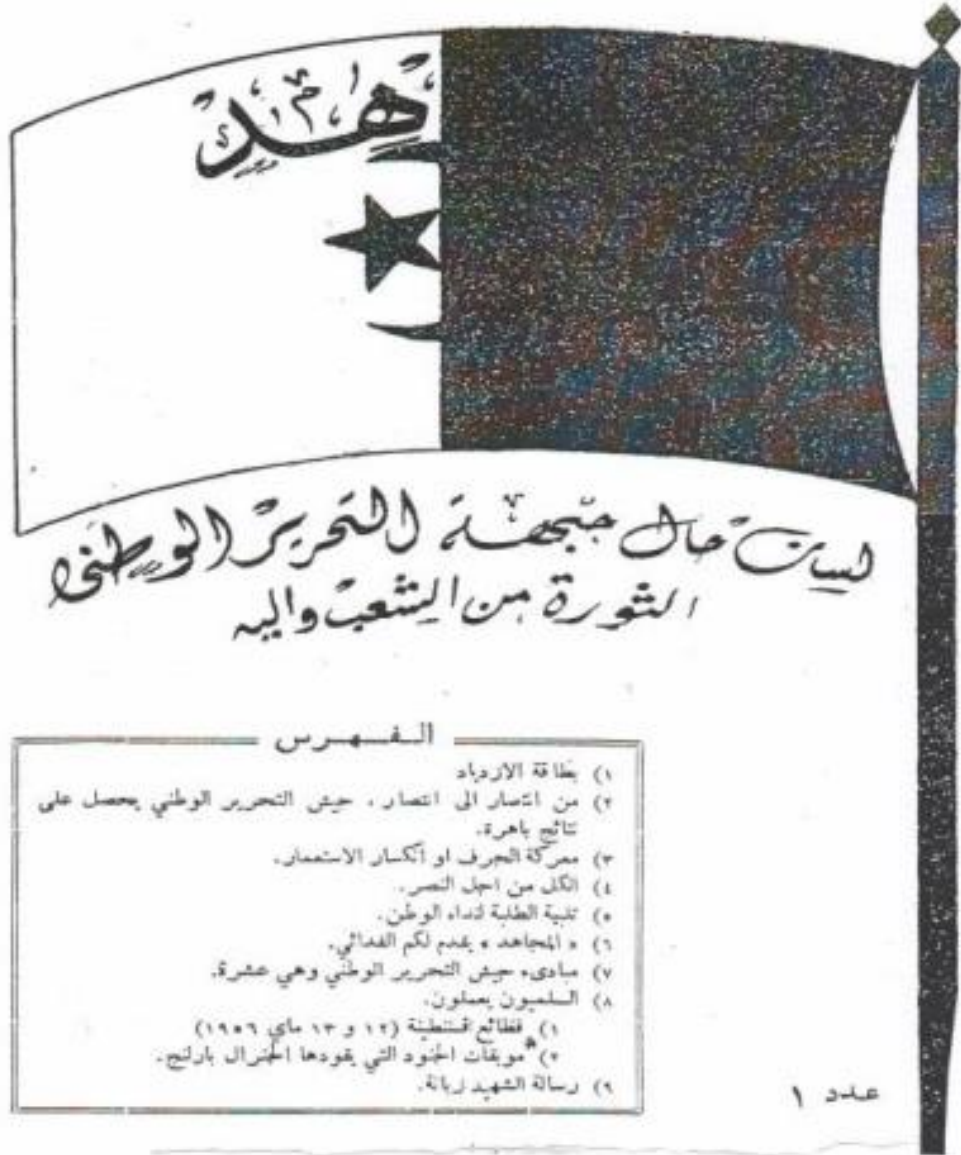 هد
لسان حال جبهة التحرير الوطني
الثورة من الشعب واليه
الفهرس
١) بطاقة الازدياد
٢) من انتصار الى انتصار، جيش التحرير الوطني يحصل على
نتائج باهرة.
٣) معركة الجرف او انكسار الاستعمار.
٤) الكل من اجل النصر.
٥) تلبية الطلبة لنداء الوطن.
٦) « المجاهد » يقدم لكم الفدائي.
٧) مبادىء جيش التحرير الوطني وهي عشرة.
٨) السلميون يعملون.
١) فظائع قسنطينة (١٢ و ١٣ ماي ١٩٥٦)
٢) موبقات الجنود التي يقودها الجنرال بارلنج.
٩) رسالة الشهيد زبانة.
عدد ١